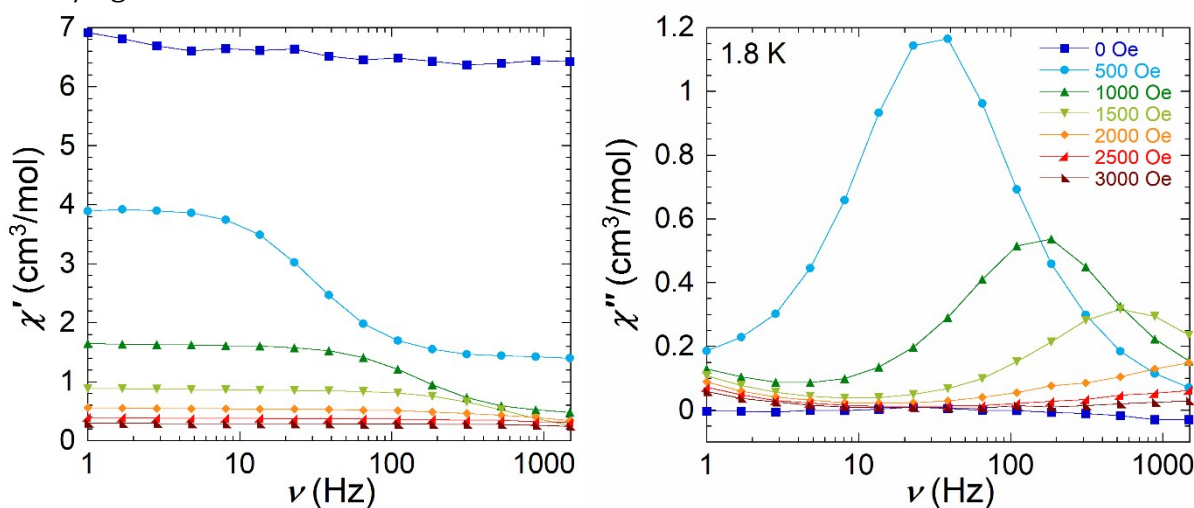 7
6
5
4
3
2
1
0
χ′ (cm³/mol)
1 10 100 1000
ν (Hz)
1.8 K
0 Oe
500 Oe
1000 Oe
1500 Oe
2000 Oe
2500 Oe
3000 Oe
1.2
1
0.8
0.6
0.4
0.2
0
χ″ (cm³/mol)
1 10 100 1000
ν (Hz)